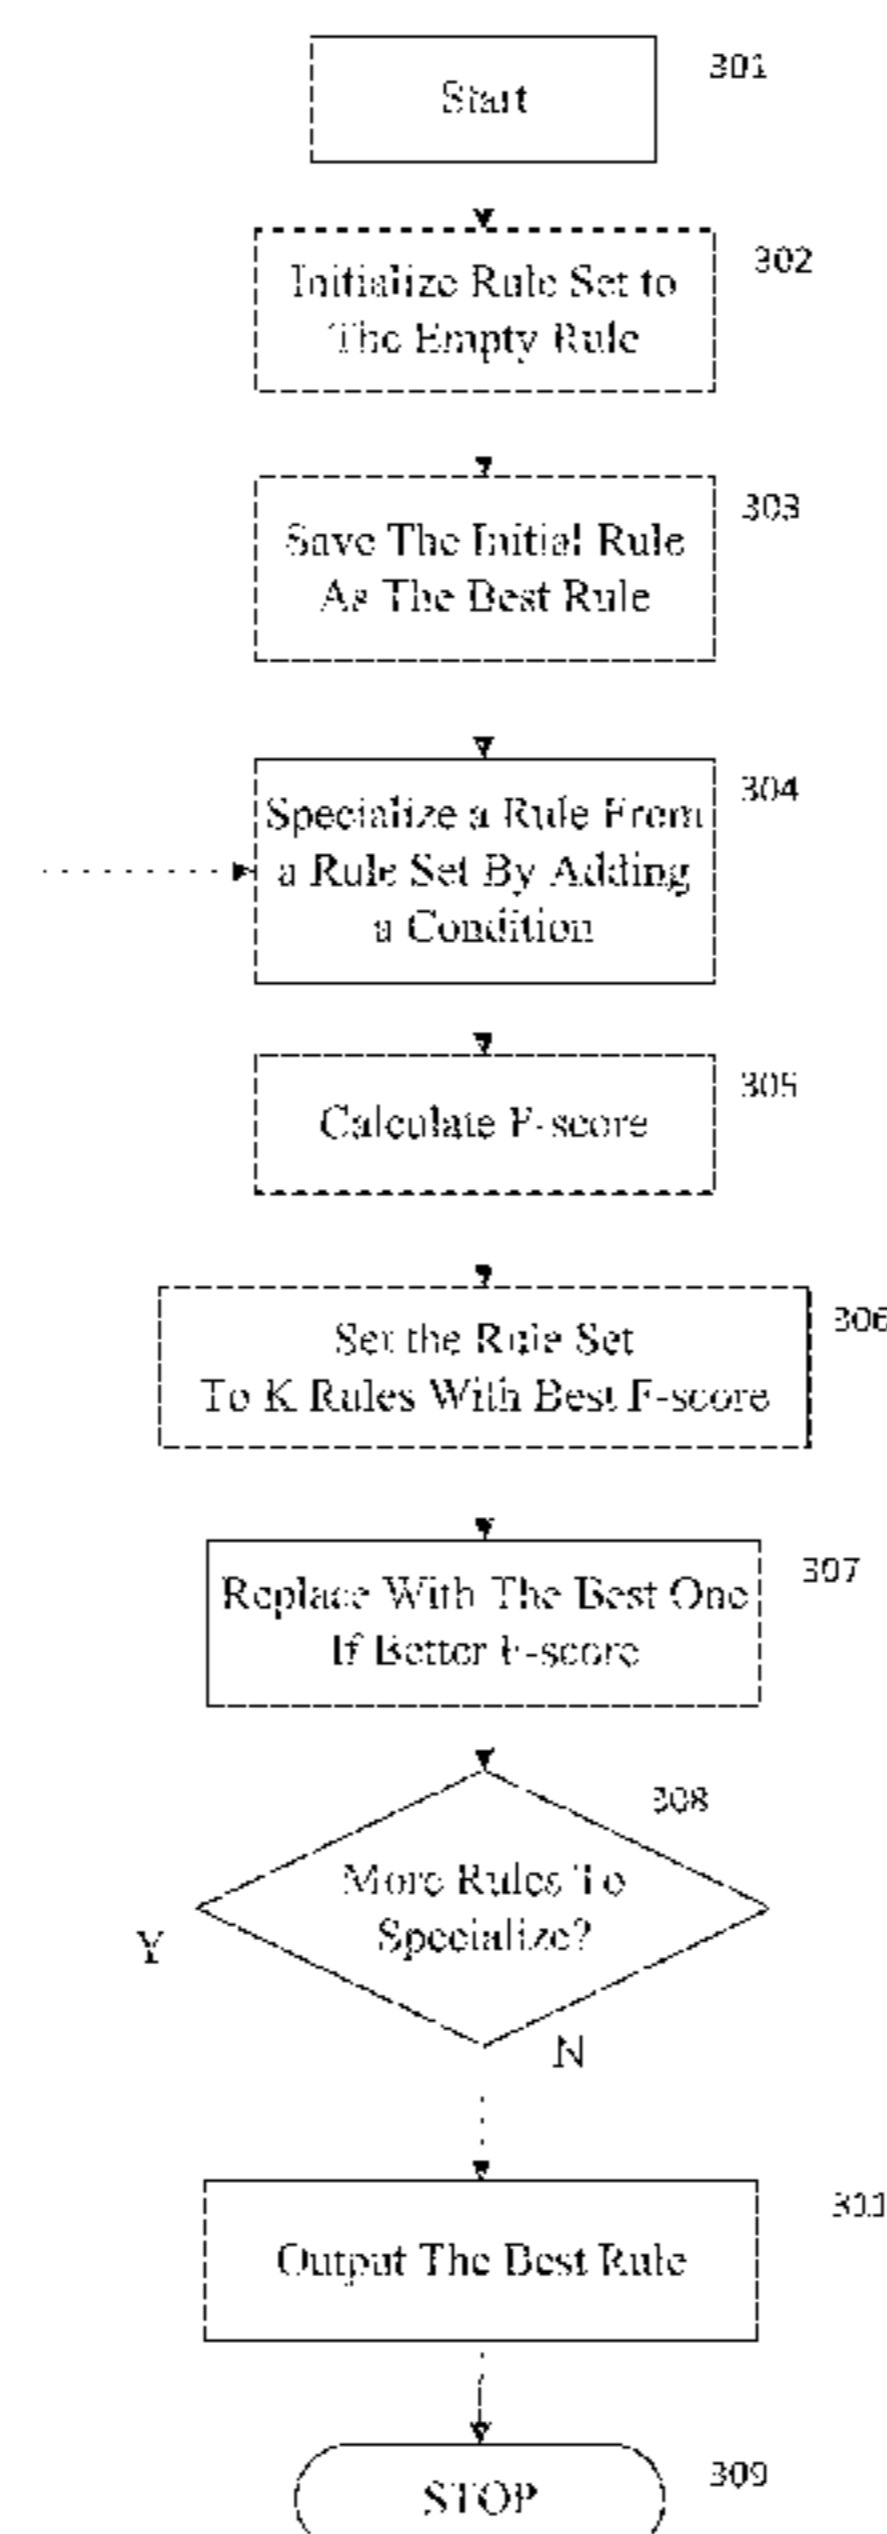 Start
301
Initialize Rule Set to
The Empty Rule
302
Save The Initial Rule
As The Best Rule
303
Specialize a Rule From
a Rule Set By Adding
a Condition
304
Calculate F-score
305
Set the Rule Set
To K Rules With Best F-score
306
Replace With The Best One
If Better F-score
307
More Rules To
Specialize?
308
Y
N
Output The Best Rule
311
STOP
309